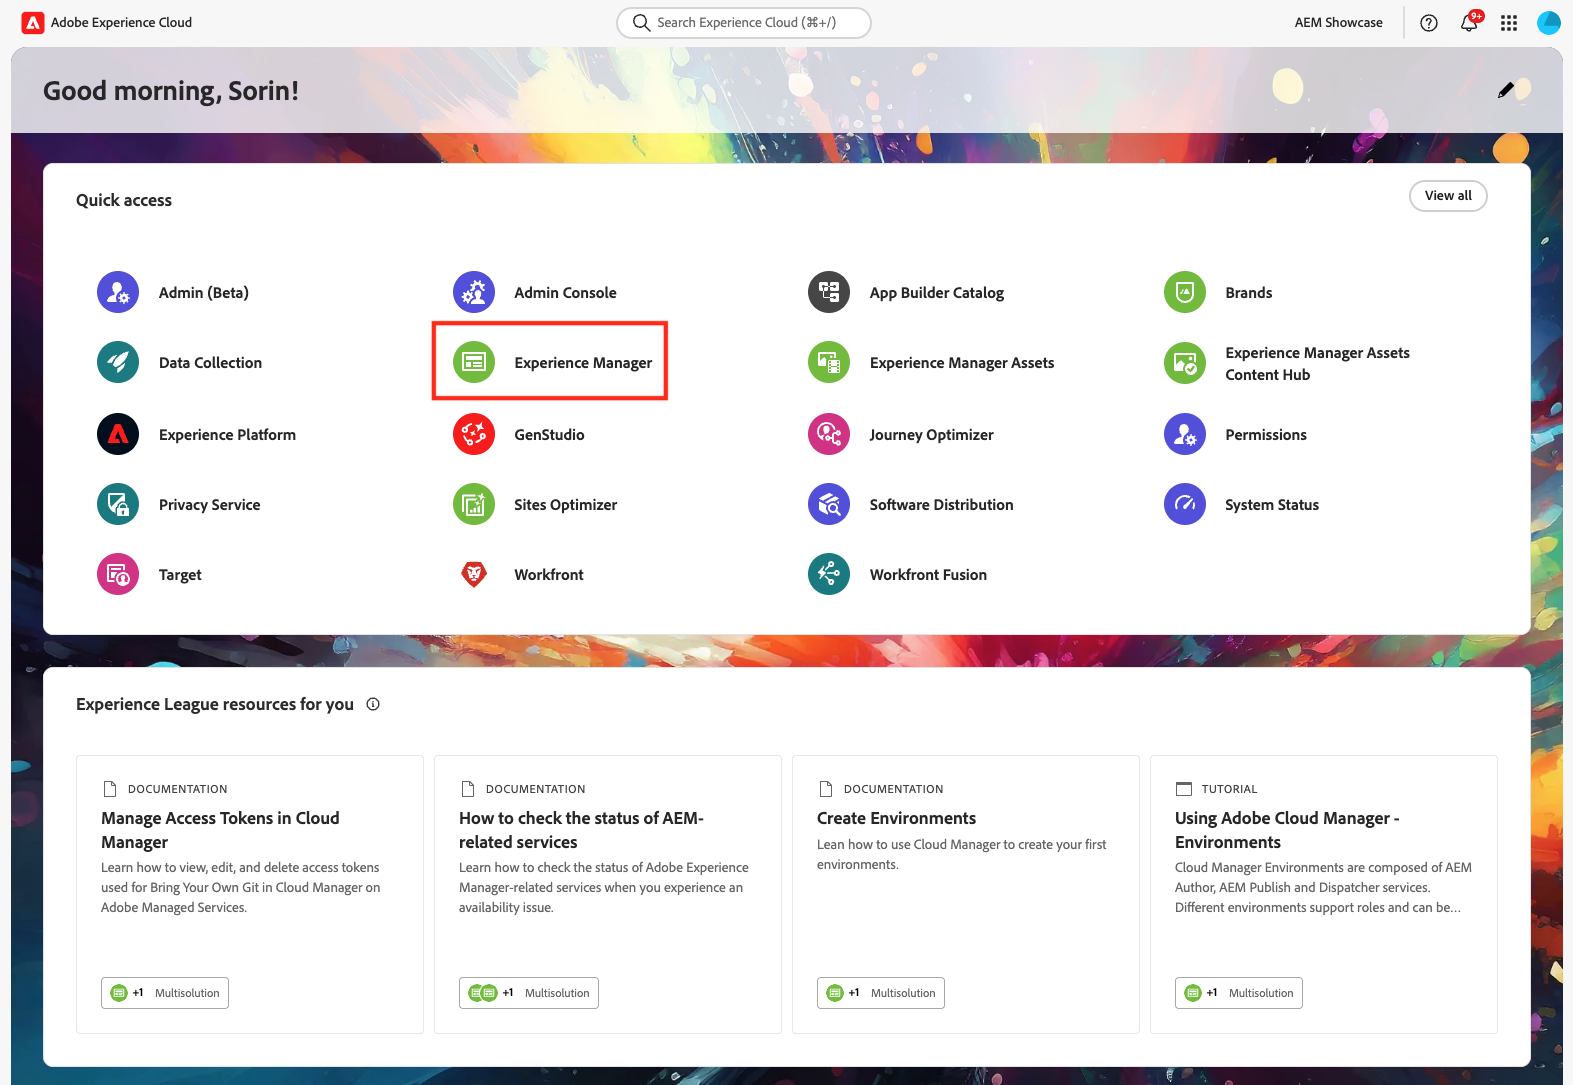 Adobe Experience Cloud
Search Experience Cloud (⌘+/)
AEM Showcase
9+
Good morning, Sorin!
Quick access
View all
Admin (Beta)
Admin Console
App Builder Catalog
Brands
Data Collection
Experience Manager
Experience Manager Assets
Experience Manager Assets
Content Hub
Experience Platform
GenStudio
Journey Optimizer
Permissions
Privacy Service
Sites Optimizer
Software Distribution
System Status
Target
Workfront
Workfront Fusion
Experience League resources for you
DOCUMENTATION
Manage Access Tokens in Cloud
Manager
Learn how to view, edit, and delete access tokens
used for Bring Your Own Git in Cloud Manager on
Adobe Managed Services.
+1 Multisolution
DOCUMENTATION
How to check the status of AEM-
related services
Learn how to check the status of Adobe Experience
Manager-related services when you experience an
availability issue.
+1 Multisolution
DOCUMENTATION
Create Environments
Lean how to use Cloud Manager to create your first
environments.
+1 Multisolution
TUTORIAL
Using Adobe Cloud Manager -
Environments
Cloud Manager Environments are composed of AEM
Author, AEM Publish and Dispatcher services.
Different environments support roles and can be...
+1 Multisolution